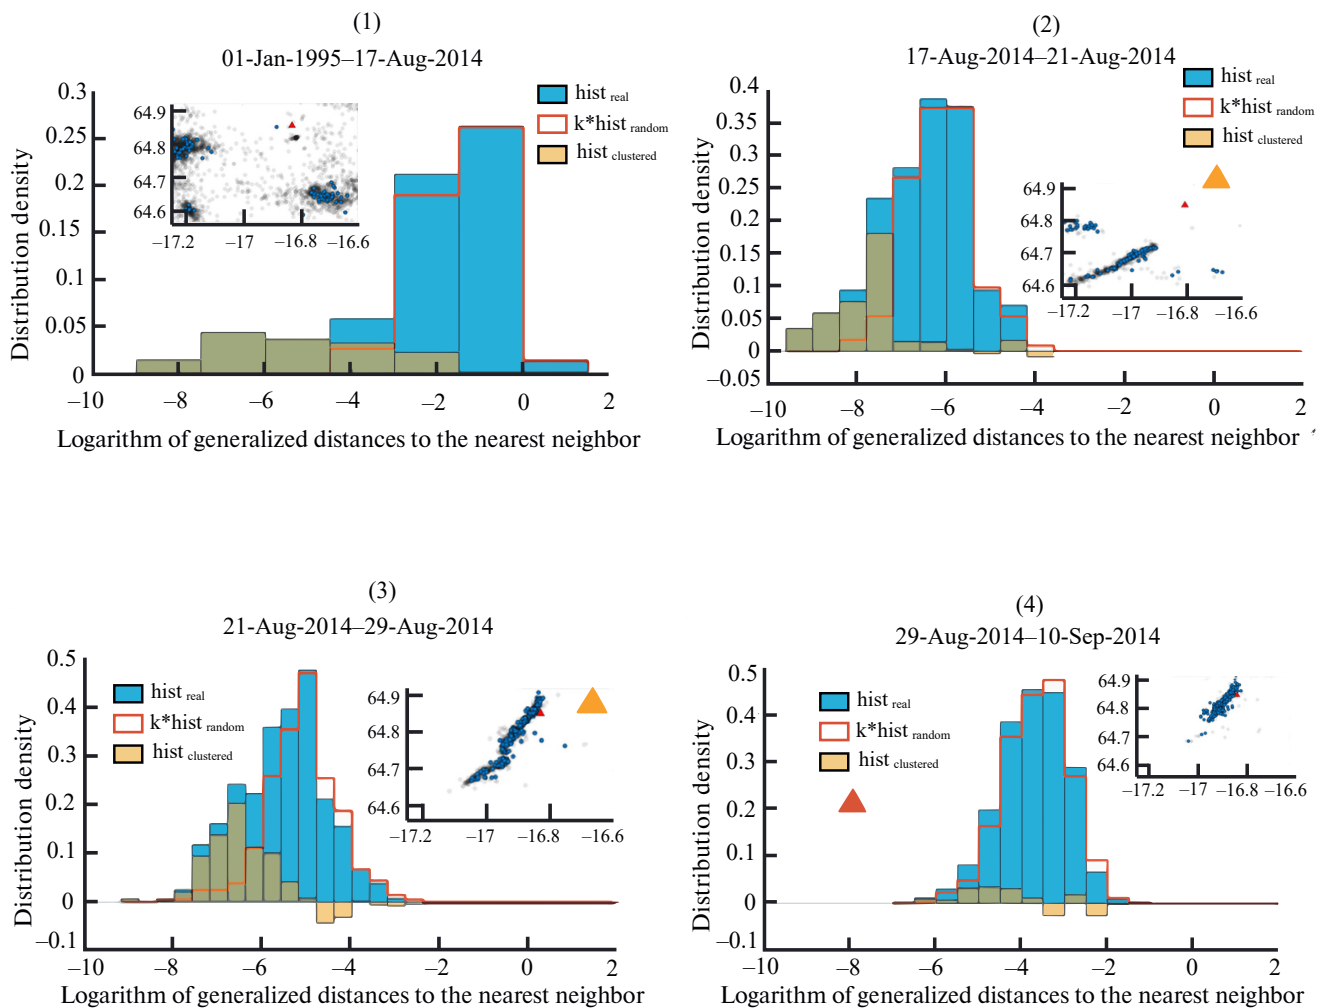 (1)
01-Jan-1995–17-Aug-2014
0.3
0.25
0.2
0.15
0.1
0.05
0
Distribution density
hist real
k*hist random
hist clustered
64.9
64.8
64.7
64.6
–17.2 –17 –16.8 –16.6
–10 –8 –6 –4 –2 0 2
Logarithm of generalized distances to the nearest neighbor
(2)
17-Aug-2014–21-Aug-2014
0.4
0.35
0.3
0.25
0.2
0.15
0.1
0.05
0
–0.05
Distribution density
hist real
k*hist random
hist clustered
64.9
64.8
64.7
64.6
–17.2 –17 –16.8 –16.6
–10 –8 –6 –4 –2 0 2
Logarithm of generalized distances to the nearest neighbor
(3)
21-Aug-2014–29-Aug-2014
0.5
0.4
0.3
0.2
0.1
0
–0.1
Distribution density
hist real
k*hist random
hist clustered
64.9
64.8
64.7
64.6
–17.2 –17 –16.8 –16.6
–10 –8 –6 –4 –2 0 2
Logarithm of generalized distances to the nearest neighbor
(4)
29-Aug-2014–10-Sep-2014
0.5
0.4
0.3
0.2
0.1
0
–0.1
Distribution density
hist real
k*hist random
hist clustered
64.9
64.8
64.7
64.6
–17.2 –17 –16.8 –16.6
–10 –8 –6 –4 –2 0 2
Logarithm of generalized distances to the nearest neighbor